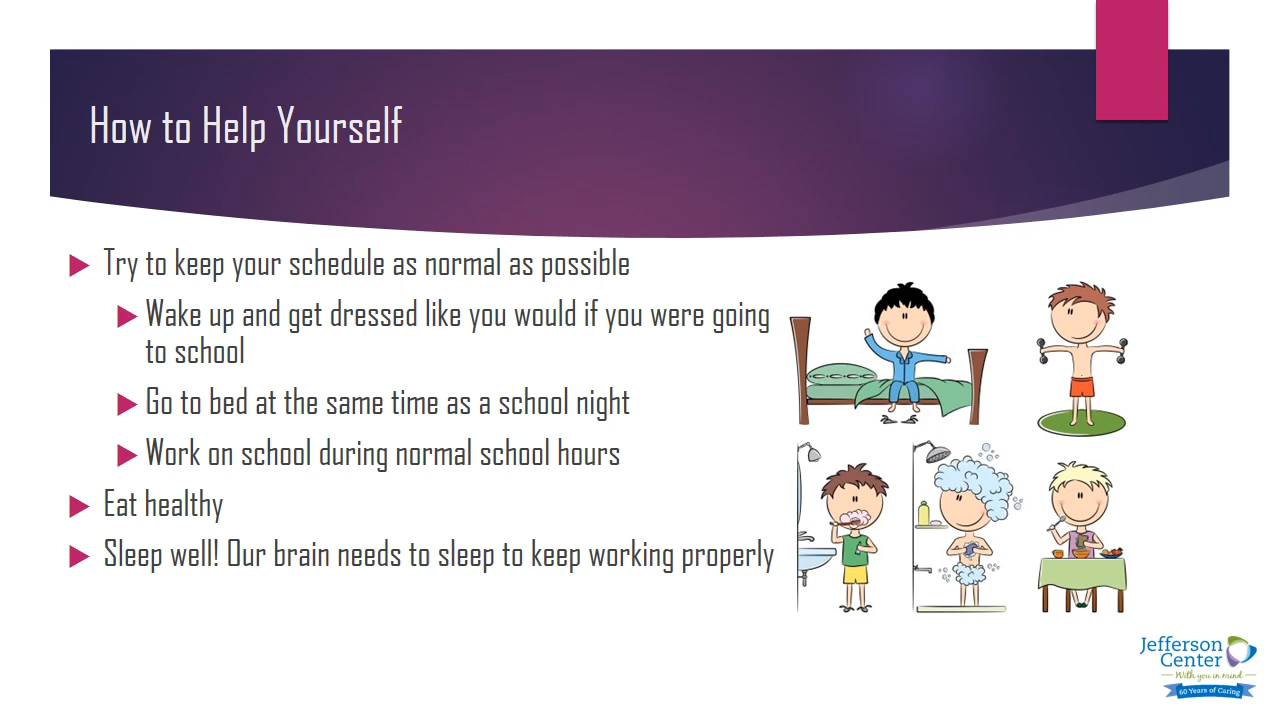 How to Help Yourself
Try to keep your schedule as normal as possible
Wake up and get dressed like you would if you were going
to school
Go to bed at the same time as a school night
Work on school during normal school hours
Eat healthy
Sleep well! Our brain needs to sleep to keep working properly
Jefferson
Center
With you in mind
60 Years of Caring